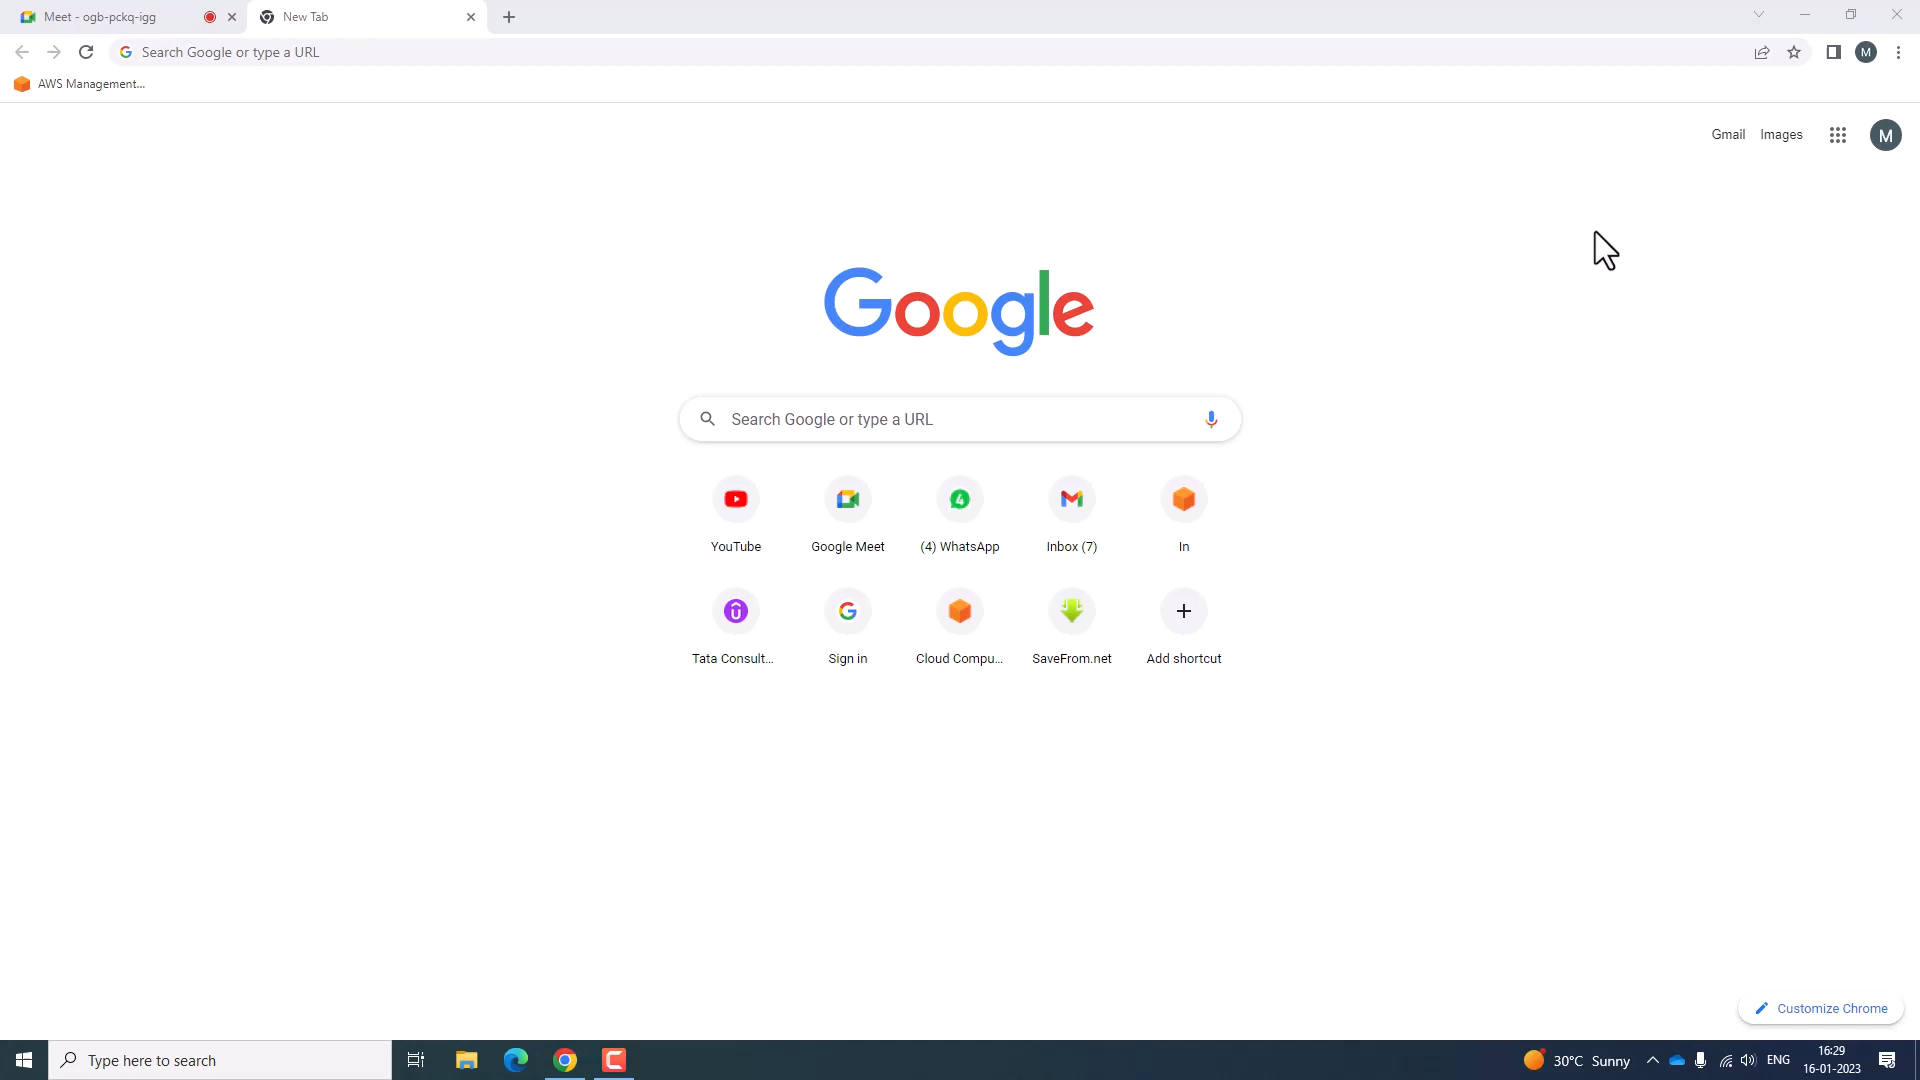 Meet - ogb-pckq-igg
New Tab
Search Google or type a URL
M
AWS Management...
Gmail
Images
M
Google
Search Google or type a URL
4
YouTube
Google Meet
(4) WhatsApp
Inbox (7)
In
Tata Consult...
Sign in
Cloud Compu...
SaveFrom.net
Add shortcut
Customize Chrome
Type here to search
30°C Sunny
ENG
16:29
16-01-2023